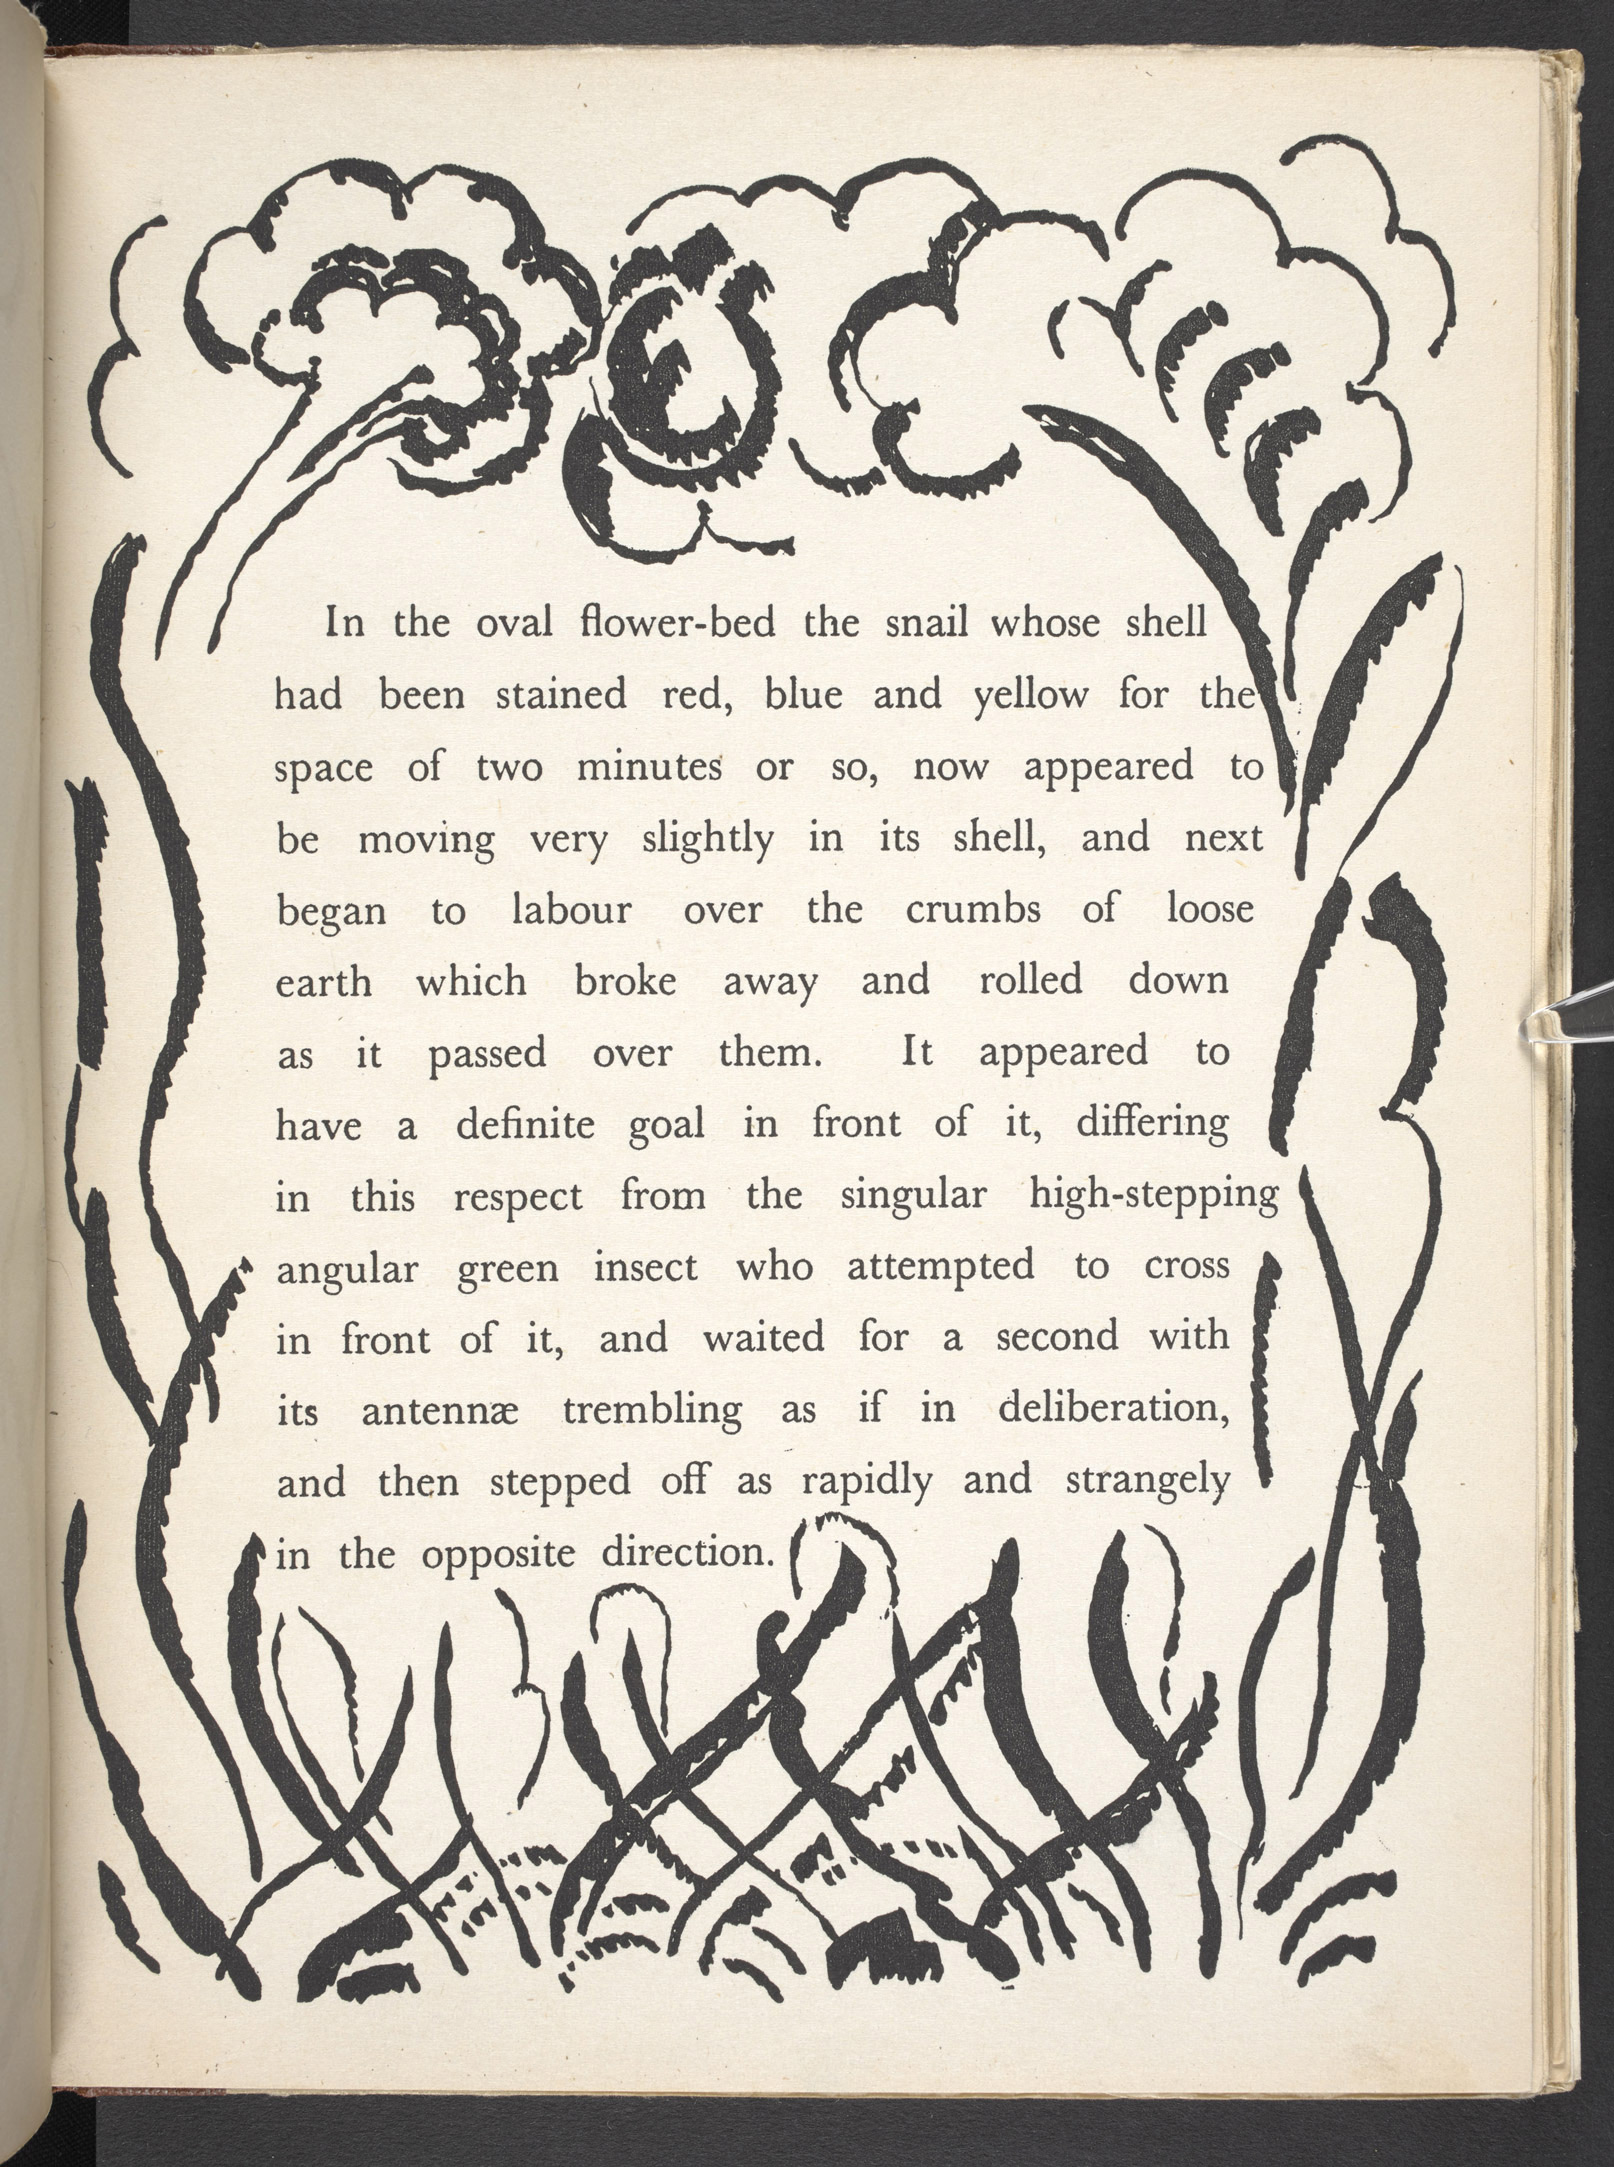 In the oval flower-bed the snail whose shell
had been stained red, blue and yellow for the
space of two minutes or so, now appeared to
be moving very slightly in its shell, and next
began to labour over the crumbs of loose
earth which broke away and rolled down
as it passed over them. It appeared to
have a definite goal in front of it, differing
in this respect from the singular high-stepping
angular green insect who attempted to cross
in front of it, and waited for a second with
its antennæ trembling as if in deliberation,
and then stepped off as rapidly and strangely
in the opposite direction.